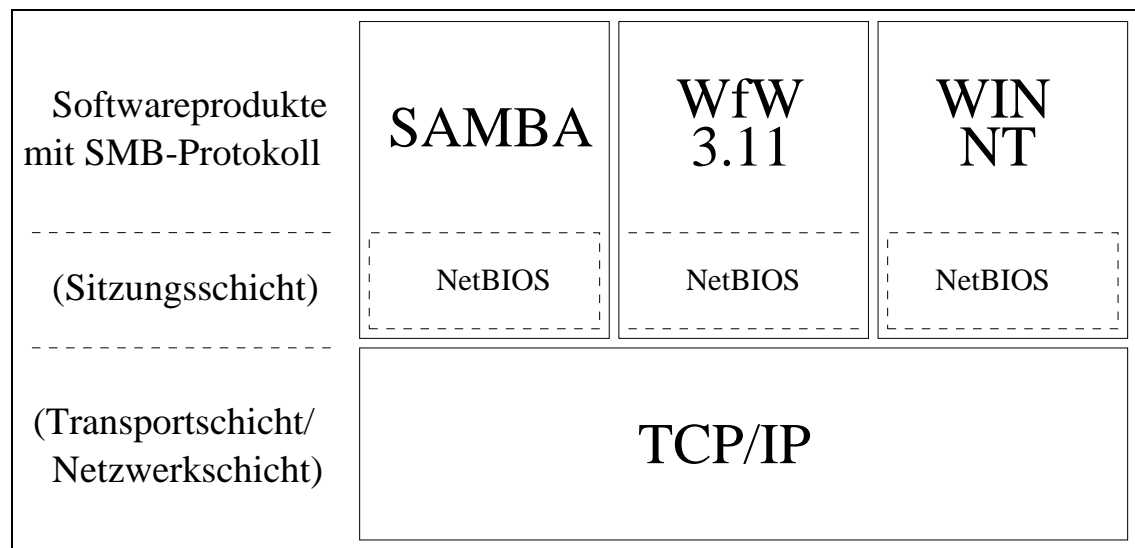 Softwareprodukte
mit SMB-Protokoll
SAMBA
WfW
3.11
WIN
NT
(Sitzungsschicht)
NetBIOS
NetBIOS
NetBIOS
(Transportschicht/
Netzwerkschicht)
TCP/IP